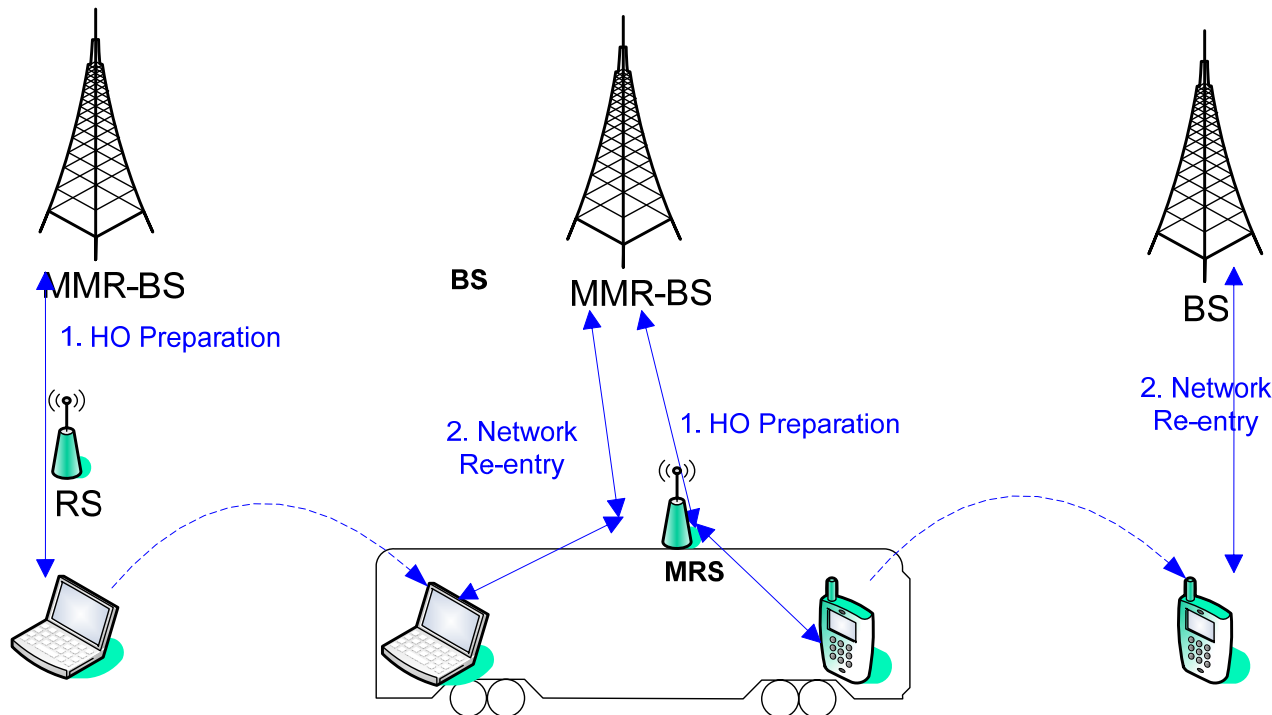 MMR-BS
BS
MMR-BS
BS
1. HO Preparation
2. Network
Re-entry
1. HO Preparation
2. Network
Re-entry
RS
MRS